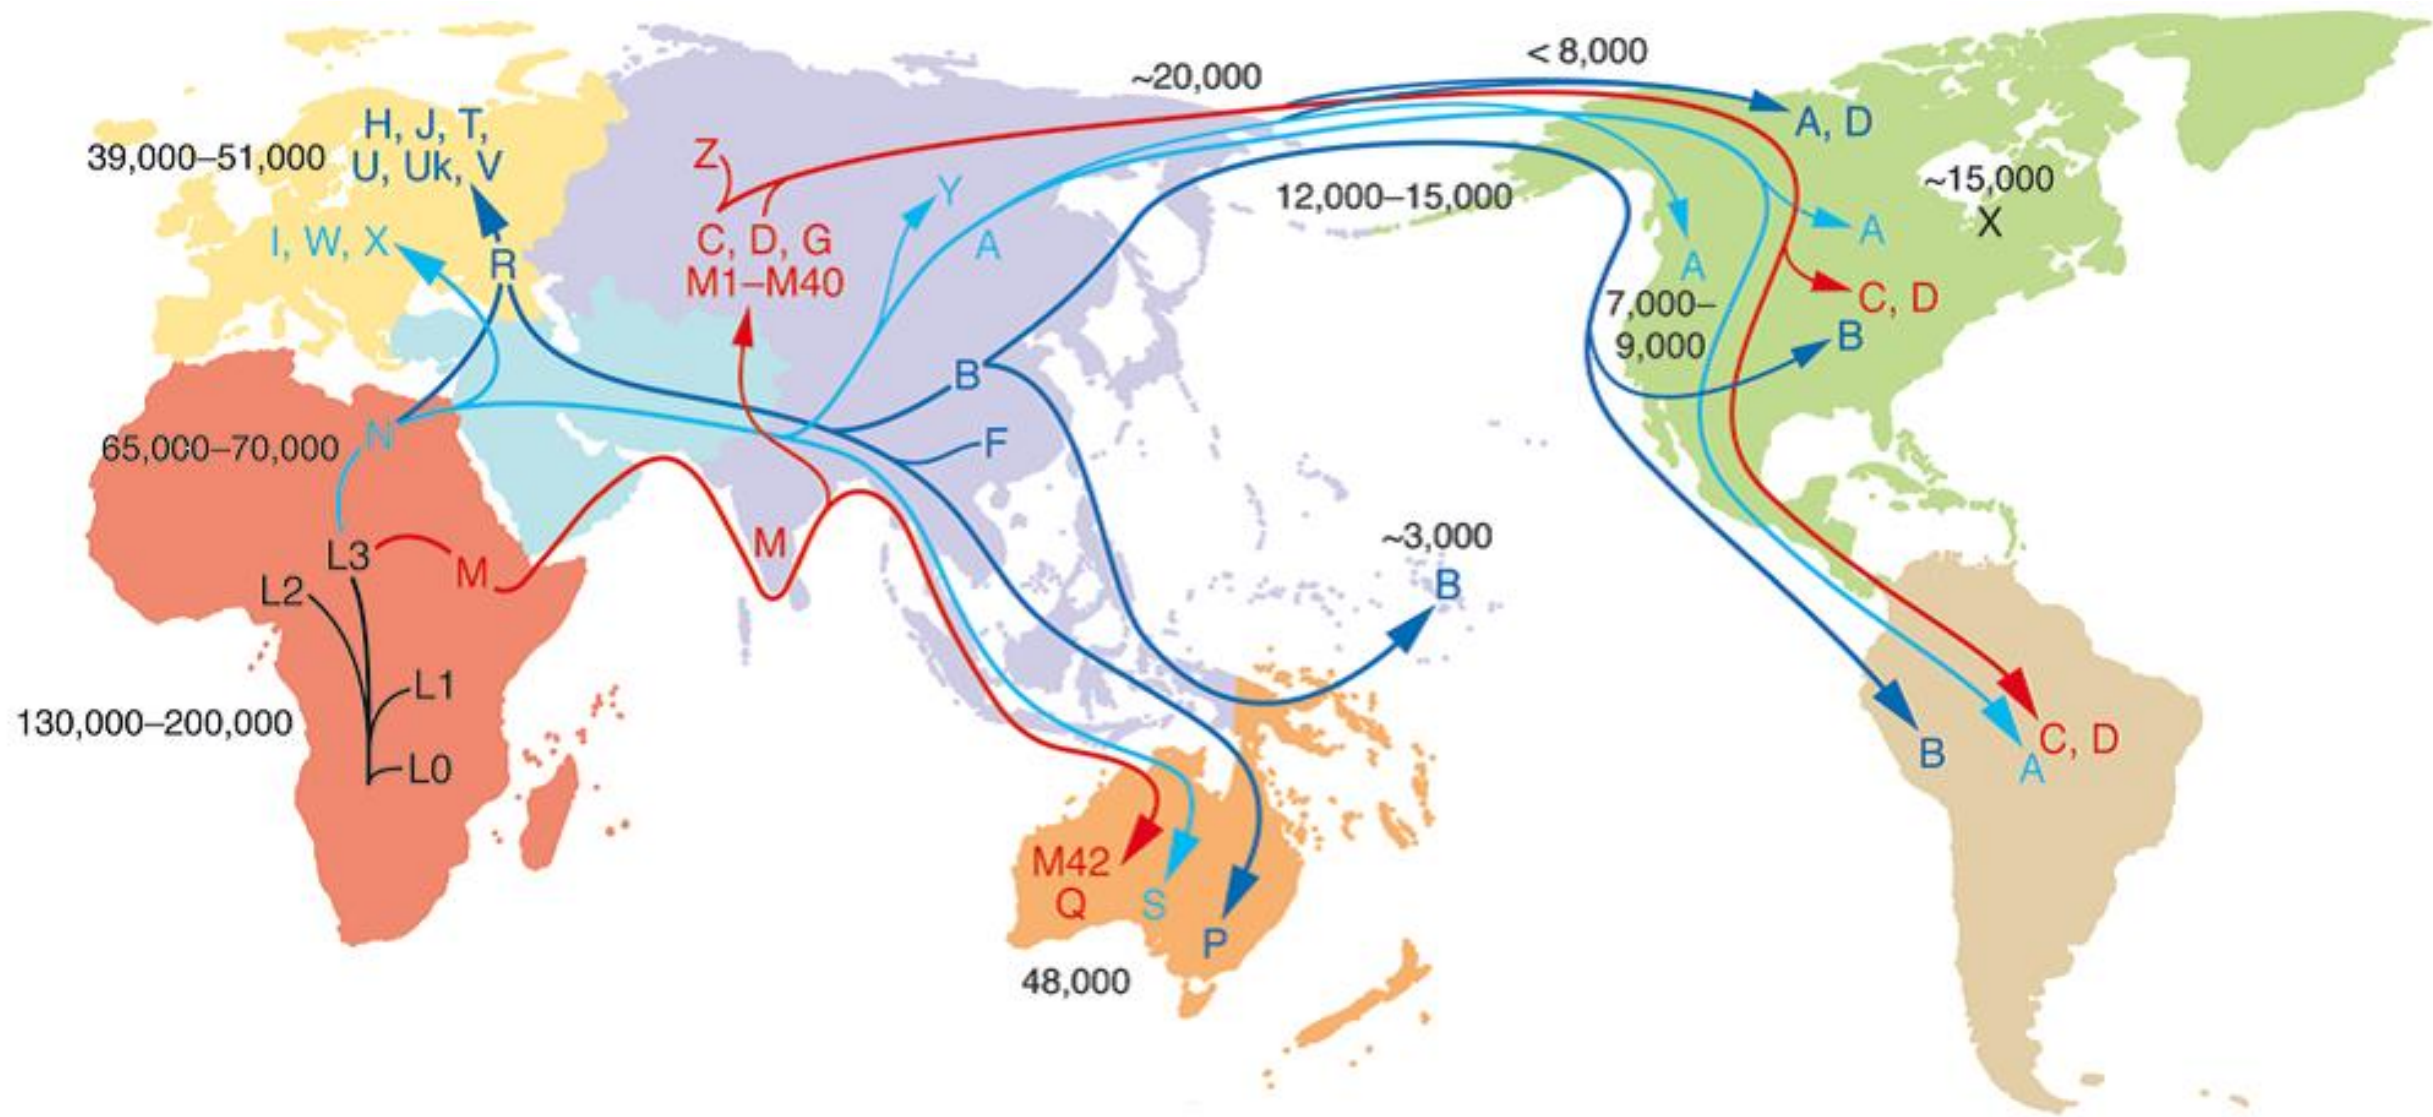 < 8,000
~20,000
A, D
H, J, T,
39,000–51,000
U, Uk, V
Z
Y
12,000–15,000
~15,000
X
I, W, X
R
C, D, G
M1–M40
A
A
A
7,000–
9,000
C, D
B
B
F
N
65,000–70,000
L3
M
M
L2
~3,000
B
L1
130,000–200,000
L0
B
C, D
A
M42
Q
S
P
48,000